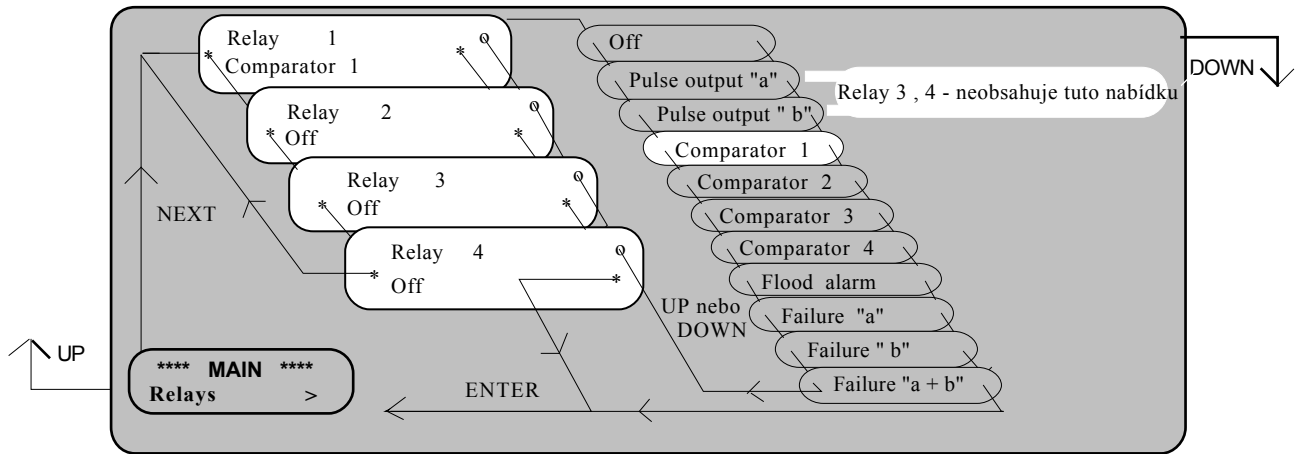 Relay 1
* Comparator 1 * o
Relay 2
* Off * o
Relay 3
* Off * o
Relay 4
* Off * o
Off
Pulse output "a"
Pulse output " b"
Relay 3 , 4 - neobsahuje tuto nabídku
Comparator 1
Comparator 2
Comparator 3
Comparator 4
Flood alarm
Failure "a"
Failure " b"
Failure "a + b"
DOWN
NEXT
UP nebo
DOWN
UP
**** MAIN ****
Relays >
ENTER